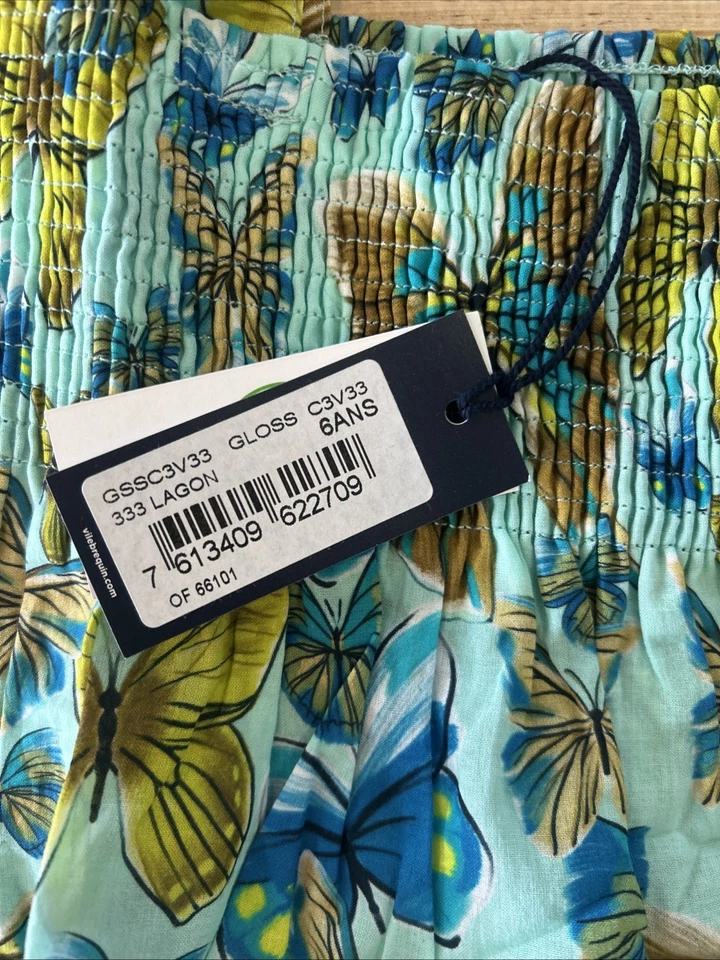 GSSC3V33 GLOSS C3V33
333 LAGON 6ANS
7 613409 622709
OF 66101
vilebrequin.com